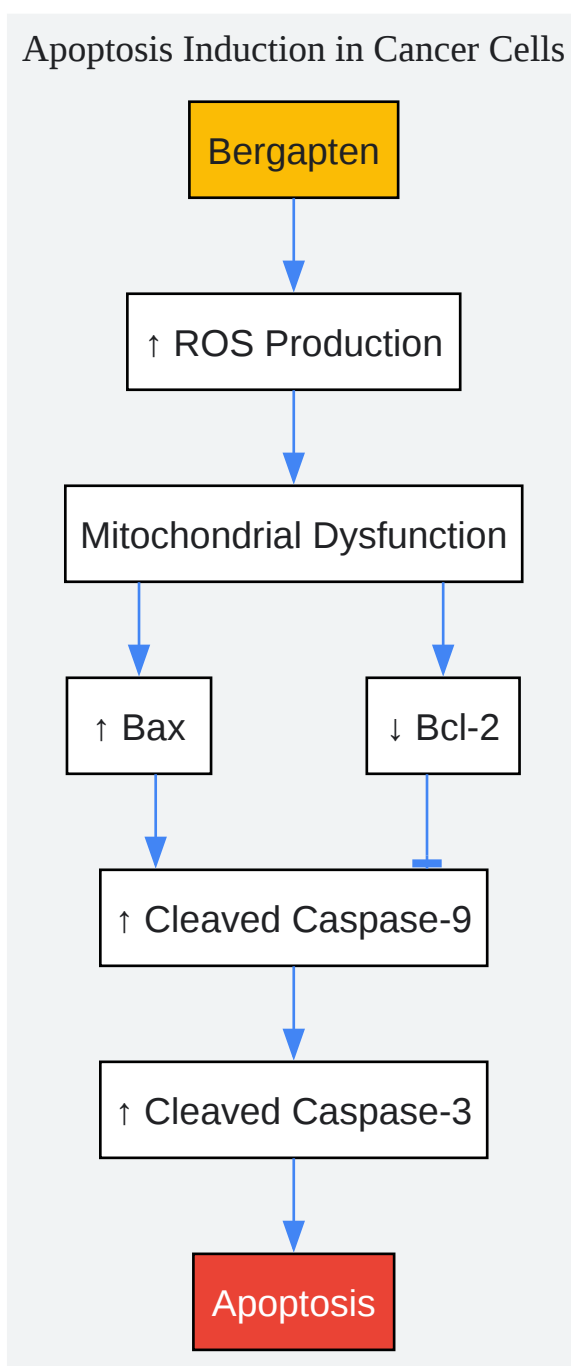 Apoptosis Induction in Cancer Cells
Bergapten
↑ ROS Production
Mitochondrial Dysfunction
↑ Bax
↓ Bcl-2
↑ Cleaved Caspase-9
↑ Cleaved Caspase-3
Apoptosis